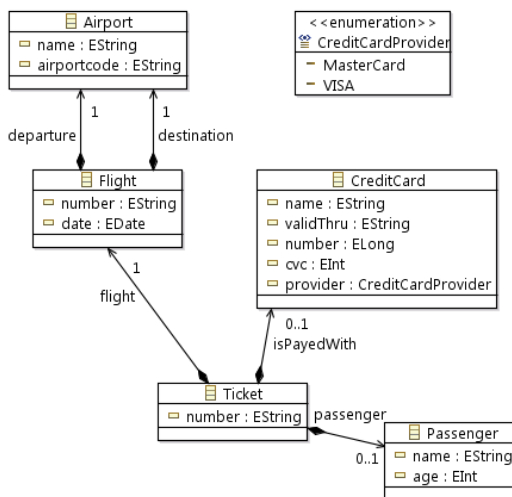 Airport
name : EString
airportcode : EString
<<enumeration>>
CreditCardProvider
MasterCard
VISA
1
1
departure
destination
Flight
number : EString
date : EDate
CreditCard
name : EString
validThru : EString
number : ELong
cvc : EInt
provider : CreditCardProvider
1
flight
0..1
isPayedWith
Ticket
number : EString
passenger
0..1
Passenger
name : EString
age : EInt